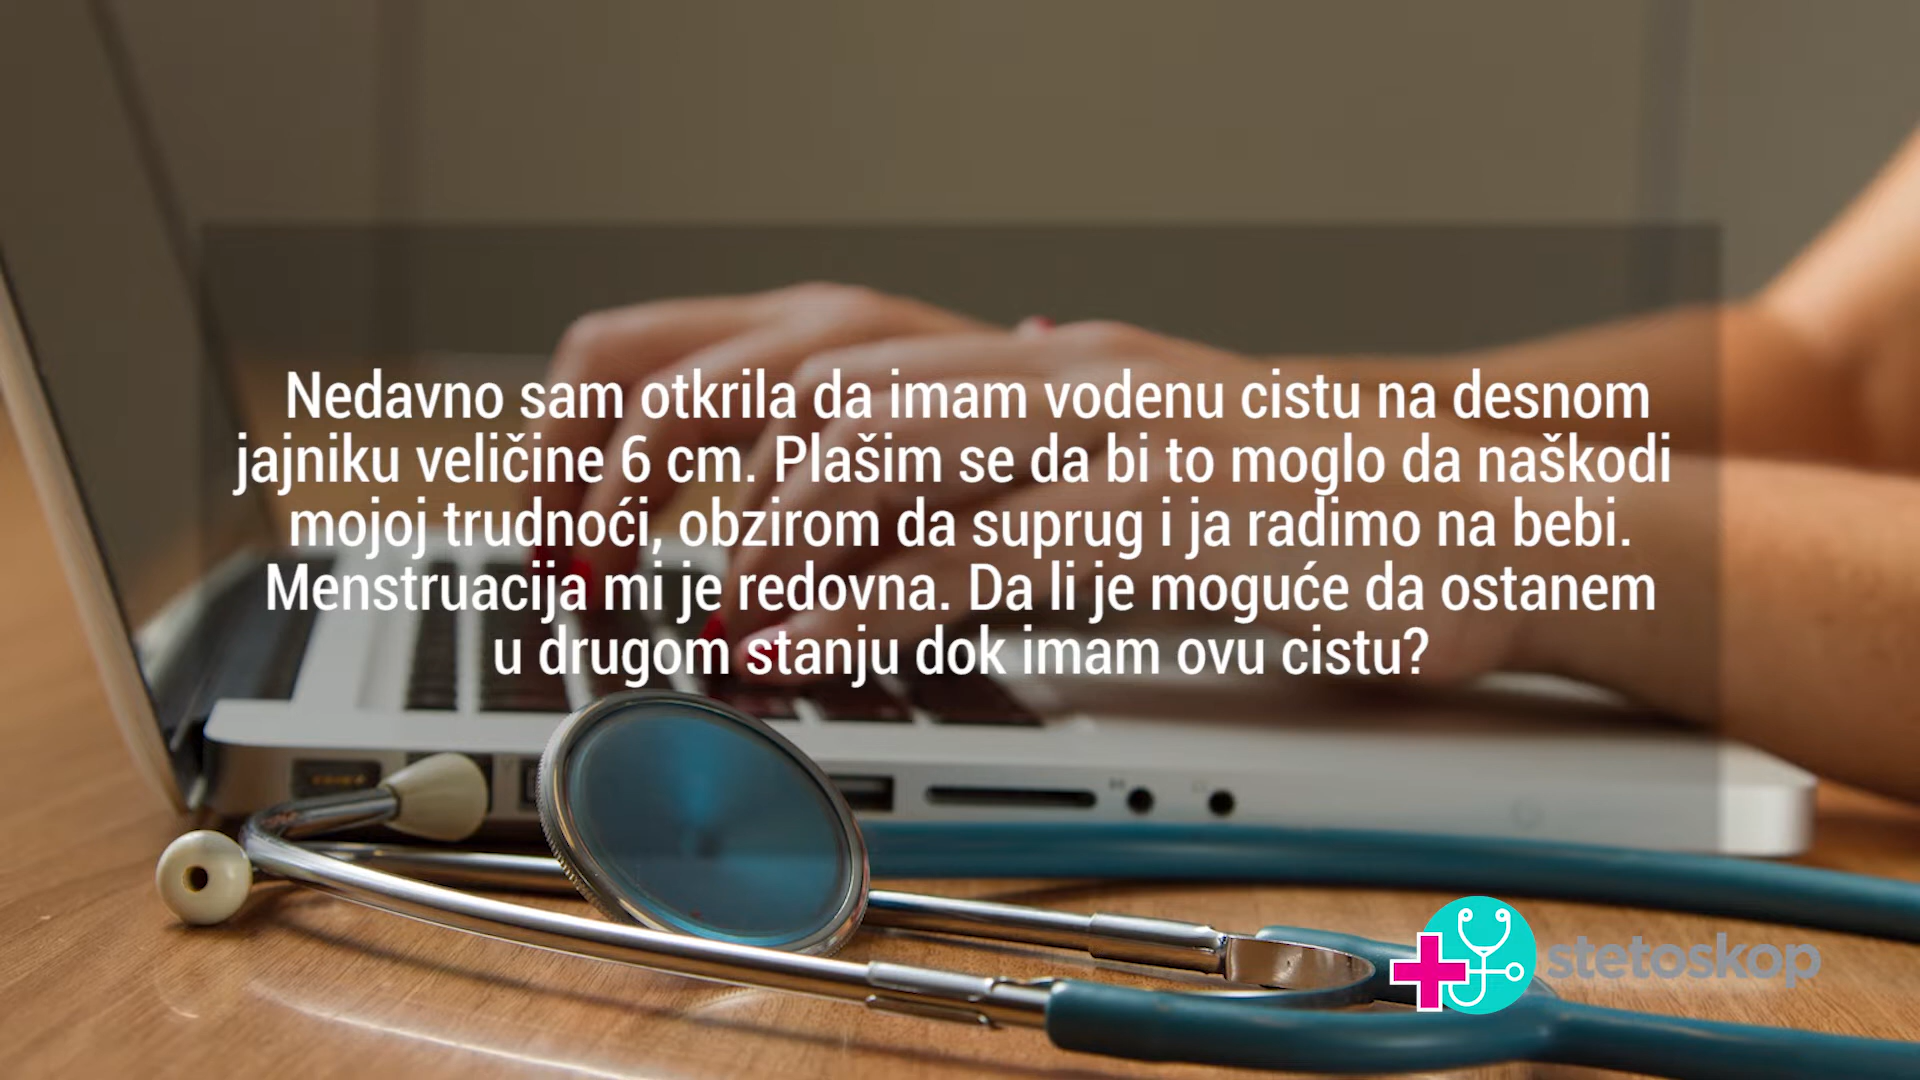 Nedavno sam otkrila da imam vodenu cistu na desnom
jajniku veličine 6 cm. Plašim se da bi to moglo da naškodi
mojoj trudnoći, obzirom da suprug i ja radimo na bebi.
Menstruacija mi je redovna. Da li je moguće da ostanem
u drugom stanju dok imam ovu cistu?
stetoskop